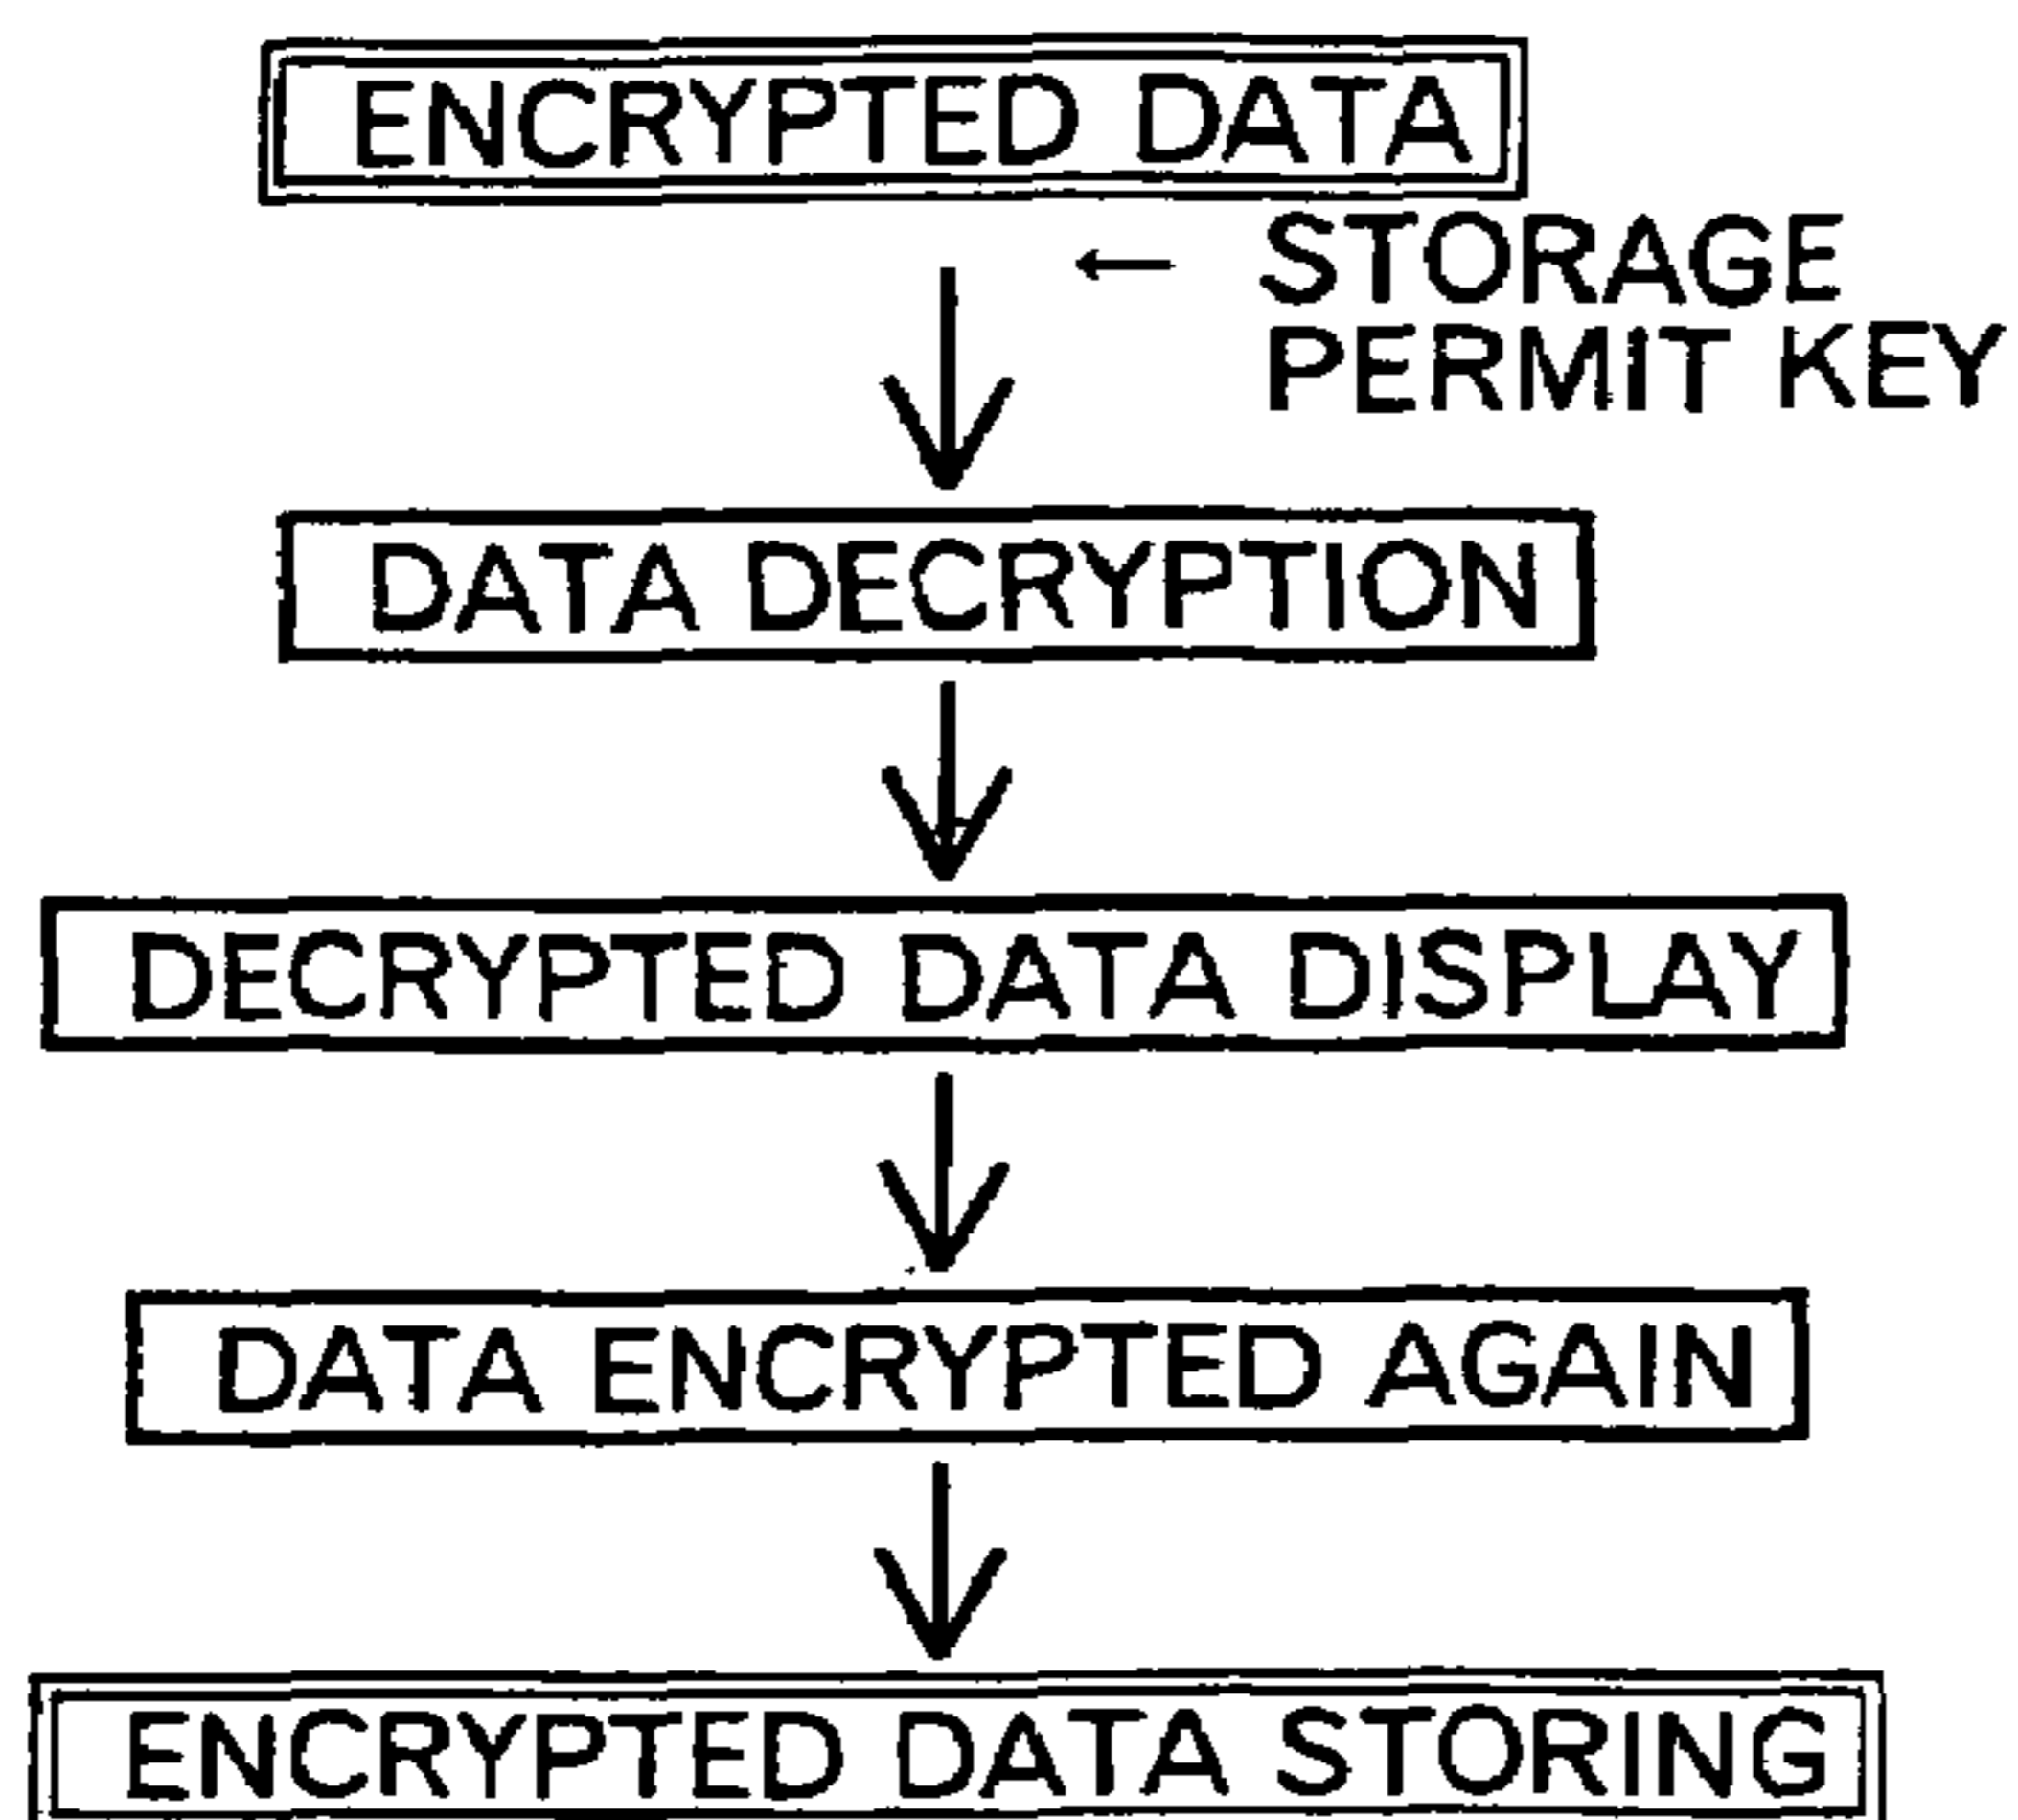 ENCRYPTED DATA
← STORAGE
PERMIT KEY
DATA DECRYPTION
DECRYPTED DATA DISPLAY
DATA ENCRYPTED AGAIN
ENCRYPTED DATA STORING